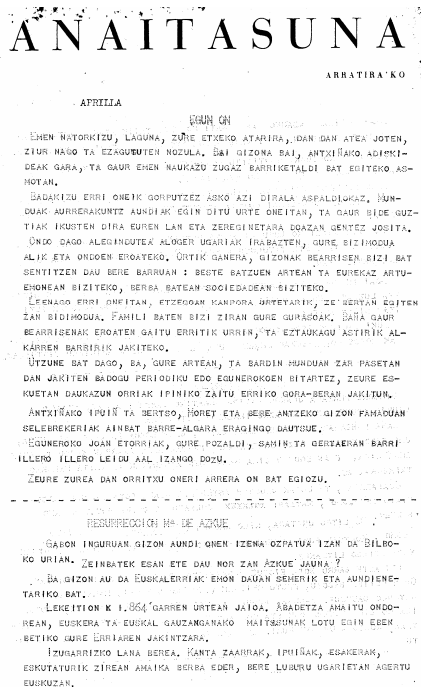 ANAITASUNA
ARRATIRA'KO
APRILLA
EGUN ON
EMEN NATORKIZU, LAGUNA, ZURE ETXEKO ATARIRA, DAN DAN ATEA JOTEN,
ZIUR NAGO TA EZAGUTUTEN NOZULA. BAI GIZONA BAI, ANTXIÑAKO ADISKI-
DEAK GARA, TA GAUR EMEN NAUKAZU ZUGAZ BARRIKETALDI BAT EGITEKO AS-
MOTAN.
BADAKIZU ERRI ONEIK GORPUTZEZ ASKO AZI DIRALA ASPALDIOKAZ. MUN-
DUAK AURRERAKUNTZ AUNDIAK EGIN DITU URTE ONEITAN, TA GAUR BIDE GUZ-
TIAK IKUSTEN DIRA EUREN LAN ETA ZEREGINETARA DOAZAN GENTEZ JOSITA.
ONDO DAGO ALEGINDUTEA ALOGER UGARIAK IRABAZTEN, GURE BIZIMODUA
ALIK ETA ONDOEN EROATEKO. ORTIK GANERA, GIZONAK BEARRISEN BIZI BAT
SENTITZEN DAU BERE BARRUAN : BESTE BATZUEN ARTEAN TA EUREKAZ ARTU-
EMONEAN BIZITEKO, BERBA BATEAN SOCIEDADEAN BIZITEKO.
LEENAGO ERRI ONEITAN, ETZEGOAN KANPORA URTETARIK, ZE BERTAN EGITEN
ZAN BIDIMODUA. FAMILI BATEN BIZI ZIRAN GURE GURASOAK. BAÑA GAUR
BEARRISENAK EROATEN GAITU ERRITIK URRIN, TA EZTAUKAGU ASTIRIK AL-
KARREN BARRIRIK JAKITEKO.
UTZUNE BAT DAGO, BA, GURE ARTEAN, TA BARDIN MUNDUAN ZAR PASETAN
DAN JAKITEN BADOGU PERIODIKU EDO EGUNEROKOEN BITARTEZ, ZEURE ES-
KUETAN DAUKAZUN ORRIAK IPINIKO ZAITU ERRIKO GORA-BERAN JAKITUN.
ANTXIÑAKO IPUIÑ TA BERTSO, MORET ETA BERE ANTZEKO GIZON FAMADUAN
SELEBREKERIAK AINBAT BARRE-ALGARA ERAGINGO DAUTSUE.
EGUNEROKO JOAN ETORRIAK, GURE POZALDI, SAMIN TA GERTAERAN BARRI
ILLERO ILLERO LEIDU AAL IZANGO DOZU.
ZEURE ZUREA DAN ORRITXU ONERI ARRERA ON BAT EGIOZU.
RESURRECCION Mª DE AZKUE
GABON INGURUAN GIZON AUNDI ONEN IZENA OZPATUA IZAN DA BILBO-
KO URIAN. ZEINBATEK ESAN ETE DAU NOR ZAN AZKUE JAUNA ?
BA GIZON AU DA EUSKALERRIAK EMON DAUAN SEMERIK ETA AUNDIENE-
TARIKO BAT.
LEKEITION 1.864'GARREN URTEAN JAIOA. ABADETZA AMAITU ONDO-
REAN, EUSKERA TA EUSKAL GAUZANGANAKO MAITESUNAK LOTU EGIN EBEN
BETIKO GURE ERRIAREN JAKINTZARA.
IZUGARRIZKO LANA BEREA. KANTA ZAARRAK, IPUIÑAK, ESAKERAK,
ESKUTATURIK ZIREAN AMAIKA BERBA EDER, BERE LUBURU UGARIETAN AGERTU
EUSKUZAN.